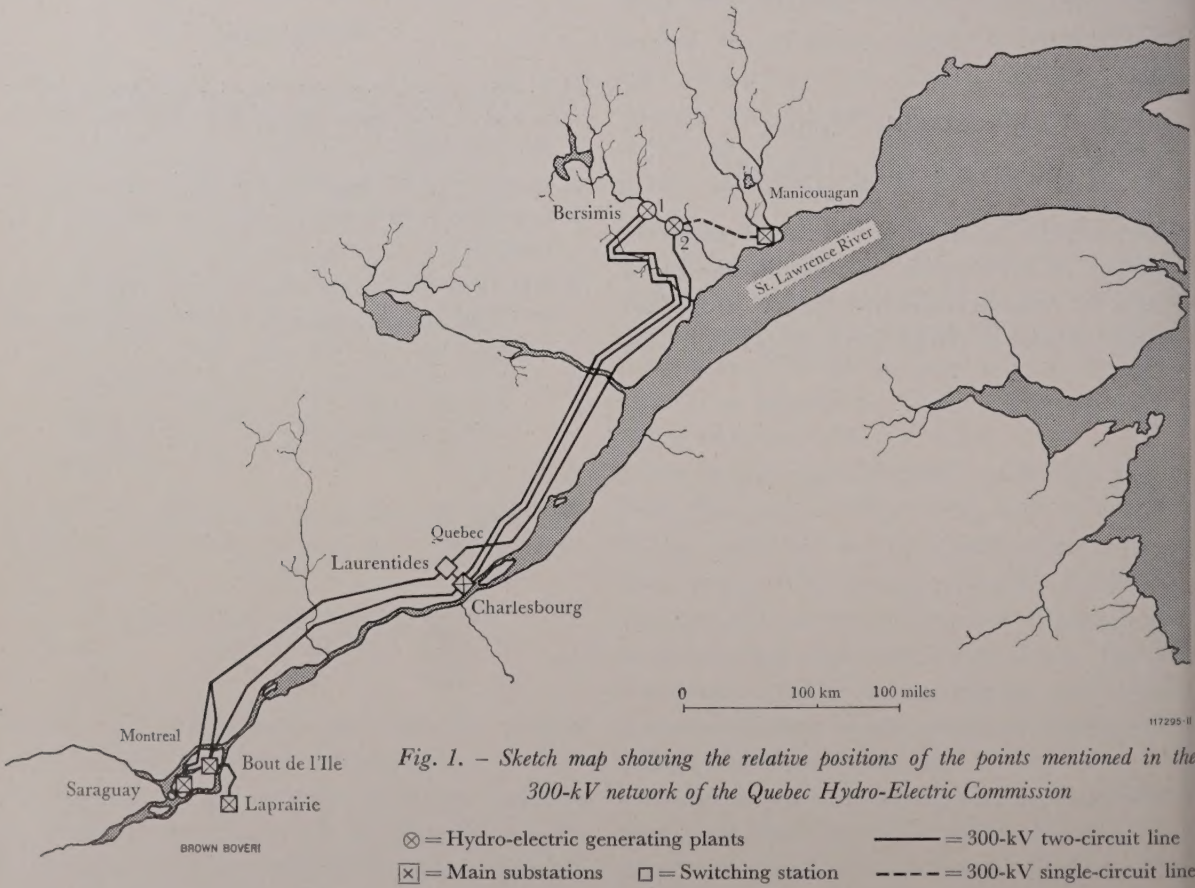 Manicouagan
Bersimis
1
2
St. Lawrence River
Quebec
Laurentides
Charlesbourg
0 100 km 100 miles
117295-II
Montreal
Bout de l'Ile
Saraguay
Laprairie
BROWN BOVERI
Fig. 1. – Sketch map showing the relative positions of the points mentioned in the
300-kV network of the Quebec Hydro-Electric Commission
= Hydro-electric generating plants
= 300-kV two-circuit line
= Main substations = Switching station
= 300-kV single-circuit line